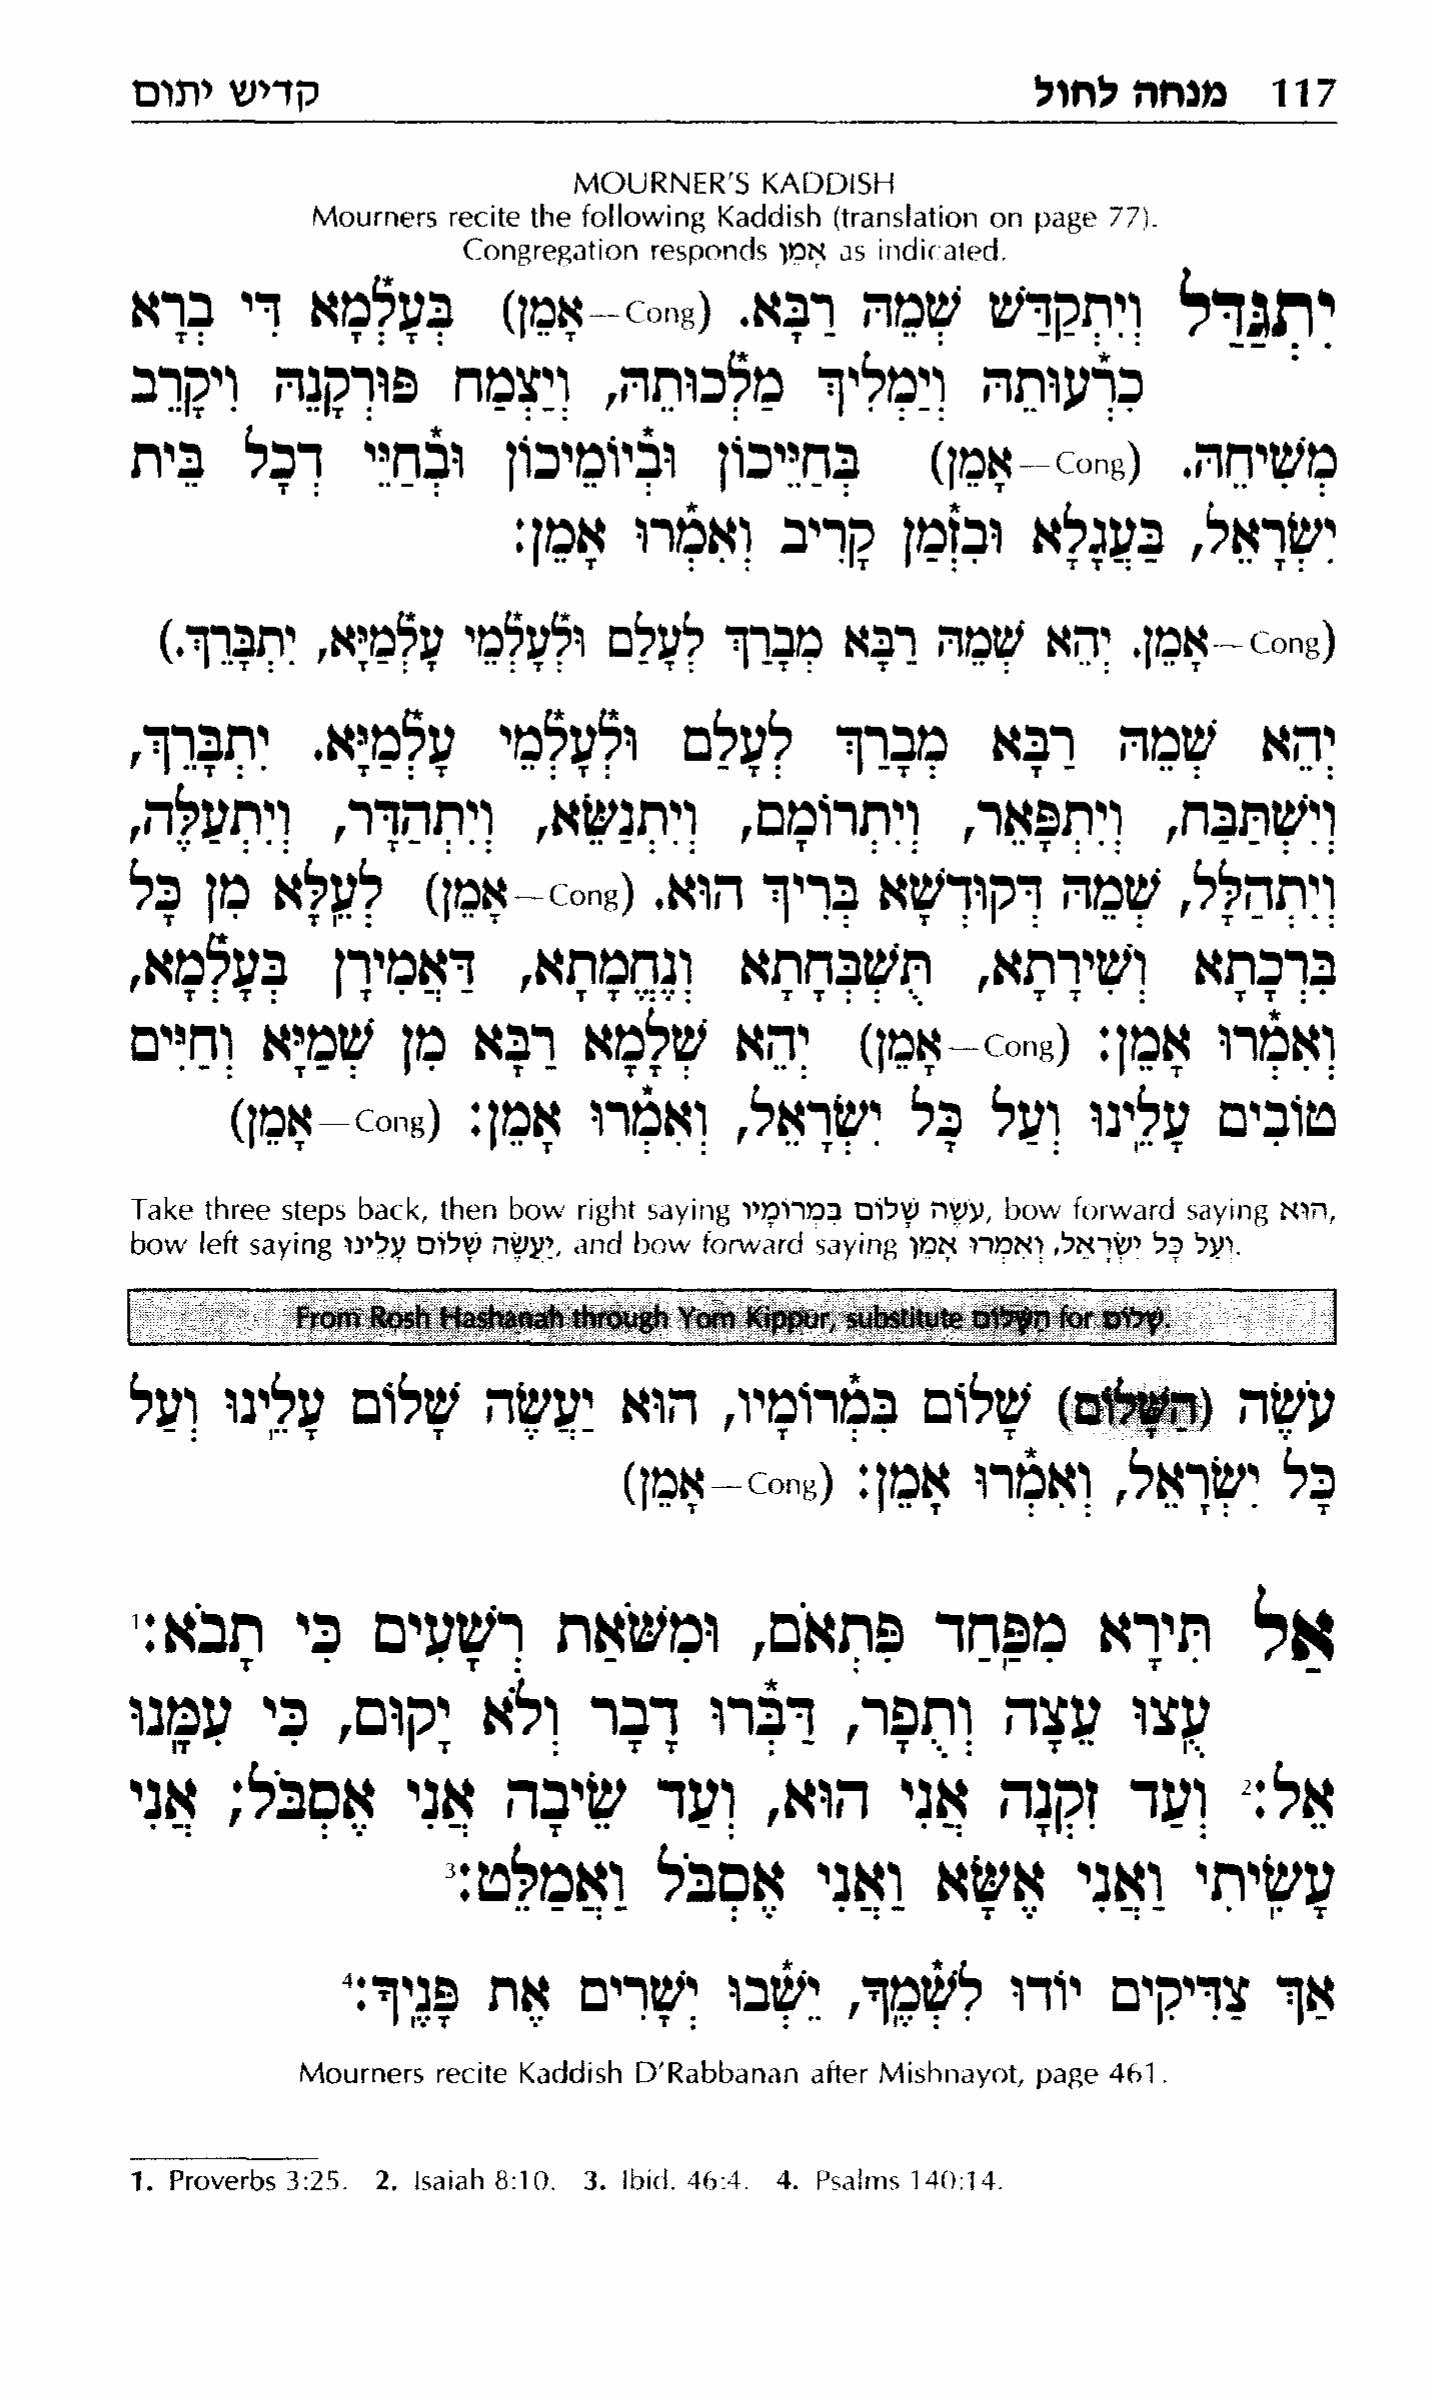 117 מנחה לחול קדיש יתום
MOURNER'S KADDISH
Mourners recite the following Kaddish (translation on page 77).
Congregation responds אָמֵן as indicated.
יִתְגַּדַּל וְיִתְקַדַּשׁ שְׁמֵהּ רַבָּא. (Cong—אָמֵן) בְּעָלְ*מָא דִּי בְרָא
כִרְ*עוּתֵהּ וְיַמְלִיךְ מַלְ*כוּתֵהּ, וְיַצְמַח פּוּרְקָנֵהּ וִיקָרֵב
מְשִׁיחֵהּ. (Cong—אָמֵן) בְּחַיֵּיכוֹן וּבְ*יוֹמֵיכוֹן וּבְ*חַיֵּי דְכָל בֵּית
יִשְׂרָאֵל, בַּעֲגָלָא וּבִזְ*מַן קָרִיב וְאִמְ*רוּ אָמֵן:
(Cong—אָמֵן. יְהֵא שְׁמֵהּ רַבָּא מְבָרַךְ לְעָלַם וּלְ*עָלְ*מֵי עָלְ*מַיָּא, יִתְבָּרֵךְ.)
יְהֵא שְׁמֵהּ רַבָּא מְבָרַךְ לְעָלַם וּלְ*עָלְ*מֵי עָלְ*מַיָּא. יִתְבָּרֵךְ,
וְיִשְׁתַּבַּח, וְיִתְפָּאֵר, וְיִתְרוֹמָם, וְיִתְנַשֵּׂא, וְיִתְהַדָּר, וְיִתְעַלֶּה,
וְיִתְהַלָּל, שְׁמֵהּ דְּקוּדְשָׁא בְּרִיךְ הוּא. (Cong—אָמֵן) לְעֵלָּא מִן כָּל
בִּרְכָתָא וְשִׁירָתָא, תֻּשְׁבְּחָתָא וְנֶחֱמָתָא, דַּאֲמִירָן בְּעָלְ*מָא,
וְאִמְ*רוּ אָמֵן: (Cong—אָמֵן) יְהֵא שְׁלָמָא רַבָּא מִן שְׁמַיָּא וְחַיִּים
טוֹבִים עָלֵינוּ וְעַל כָּל יִשְׂרָאֵל, וְאִמְ*רוּ אָמֵן: (Cong—אָמֵן)
Take three steps back, then bow right saying עֹשֶׂה שָׁלוֹם בִּמְרוֹמָיו, bow forward saying הוּא,
bow left saying יַעֲשֶׂה שָׁלוֹם עָלֵינוּ, and bow forward saying וְעַל כָּל יִשְׂרָאֵל, וְאִמְרוּ אָמֵן.
From Rosh Hashanah through Yom Kippur, substitute הַשָּׁלוֹם for שָׁלוֹם.
עֹשֶׂה (הַשָּׁלוֹם) שָׁלוֹם בִּמְ*רוֹמָיו, הוּא יַעֲשֶׂה שָׁלוֹם עָלֵינוּ וְעַל
כָּל יִשְׂרָאֵל, וְאִמְ*רוּ אָמֵן: (Cong—אָמֵן)
אַל תִּירָא מִפַּחַד פִּתְאֹם, וּמִשֹּׁאַת רְשָׁעִים כִּי תָבֹא:1
עֻצוּ עֵצָה וְתֻפָר, דַּבְּ*רוּ דָבָר וְלֹא יָקוּם, כִּי עִמָּנוּ
אֵל:2 וְעַד זִקְנָה אֲנִי הוּא, וְעַד שֵׂיבָה אֲנִי אֶסְבֹּל; אֲנִי
עָשִׂיתִי וַאֲנִי אֶשָּׂא וַאֲנִי אֶסְבֹּל וַאֲמַלֵּט:3
אַךְ צַדִּיקִים יוֹדוּ לִשְׁ*מֶךָ, יֵשְׁ*בוּ יְשָׁרִים אֶת פָּנֶיךָ:4
Mourners recite Kaddish D'Rabbanan after Mishnayot, page 461.
1. Proverbs 3:25. 2. Isaiah 8:10. 3. Ibid. 46:4. 4. Psalms 140:14.